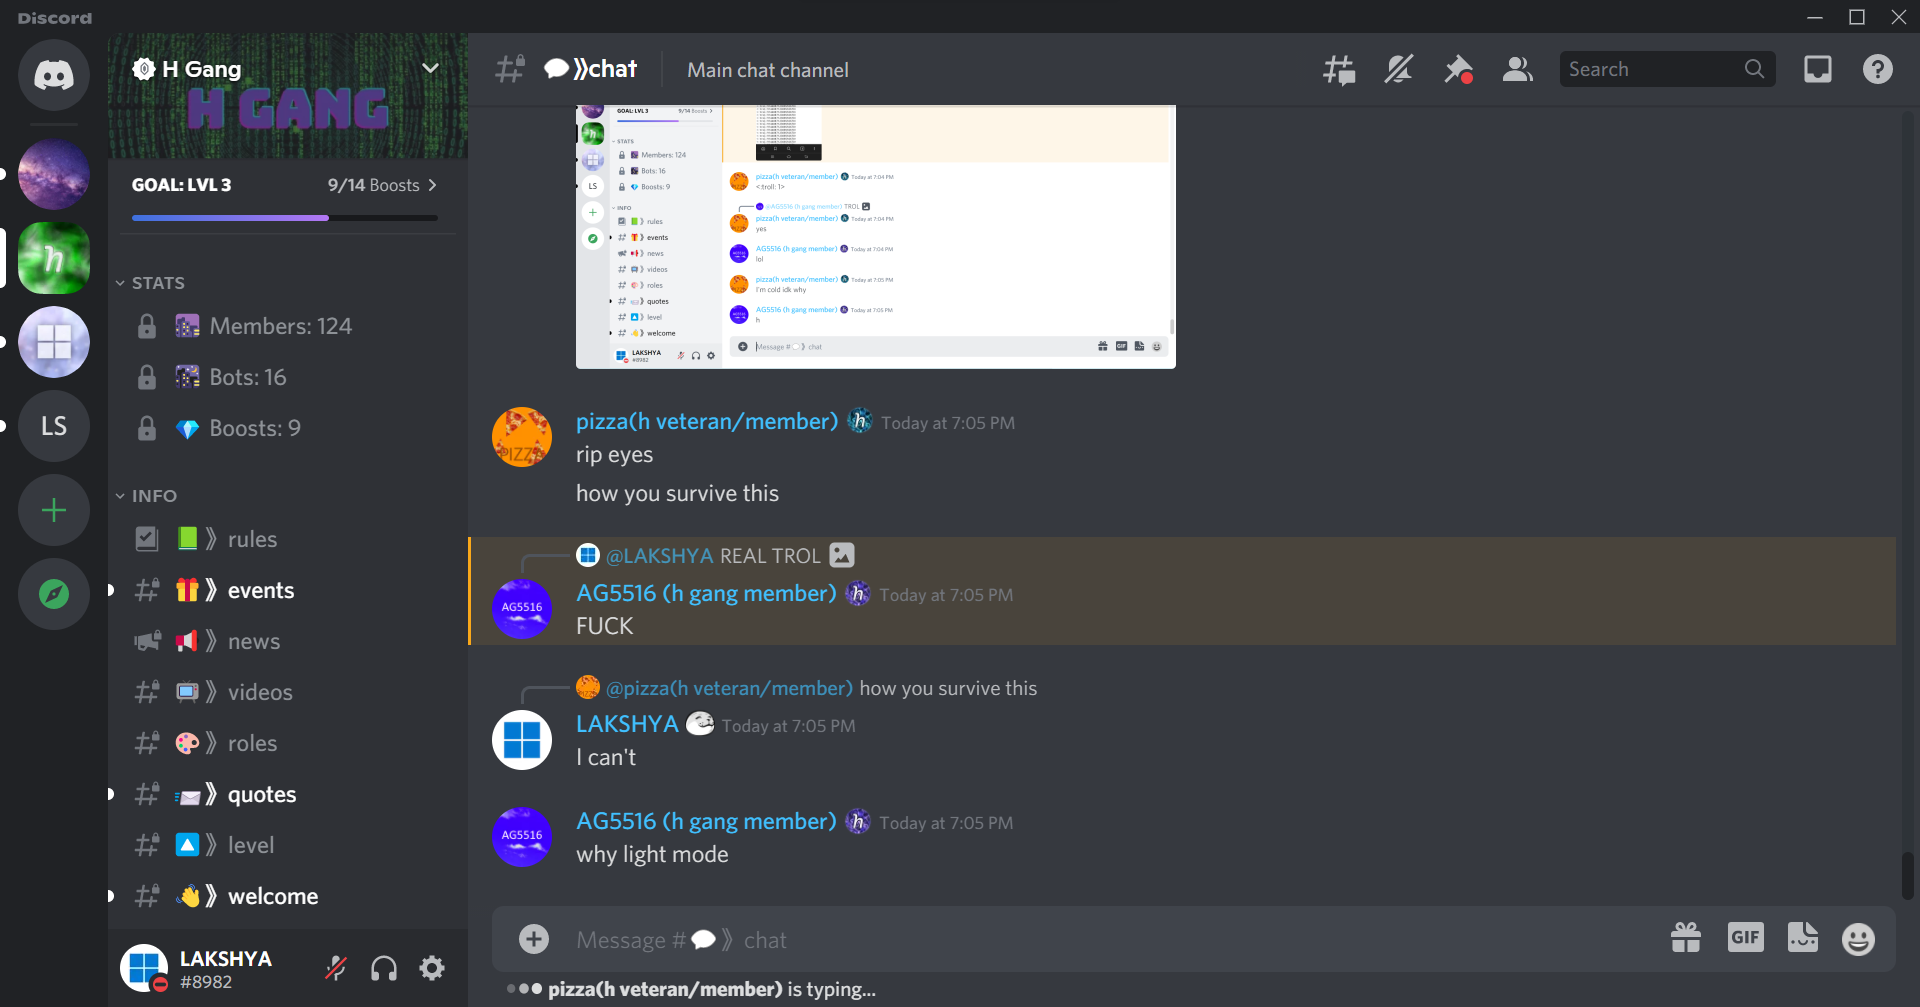 Discord
H Gang
H GANG
GOAL: LVL 3 9/14 Boosts
STATS
Members: 124
Bots: 16
Boosts: 9
INFO
rules
events
news
videos
roles
quotes
level
welcome
LS
h
LAKSHYA
#8982
chat
Main chat channel
Search
GOAL: LVL 3 9/14 Boosts
STATS
Members: 124
Bots: 16
Boosts: 9
LS
INFO
rules
events
news
videos
roles
quotes
level
welcome
LAKSHYA
#8982
pizza(h veteran/member) Today at 7:04 PM
<:troll: 1>
@AG5516 (h gang member) TROL
pizza(h veteran/member) Today at 7:04 PM
yes
AG5516 (h gang member) Today at 7:04 PM
lol
pizza(h veteran/member) Today at 7:05 PM
I'm cold idk why
AG5516 (h gang member) Today at 7:05 PM
h
Message # chat
GIF
PIZZA
pizza(h veteran/member) h Today at 7:05 PM
rip eyes
how you survive this
@LAKSHYA REAL TROL
AG5516
AG5516 (h gang member) h Today at 7:05 PM
FUCK
@pizza(h veteran/member) how you survive this
LAKSHYA Today at 7:05 PM
I can't
AG5516
AG5516 (h gang member) h Today at 7:05 PM
why light mode
Message # chat
GIF
pizza(h veteran/member) is typing...